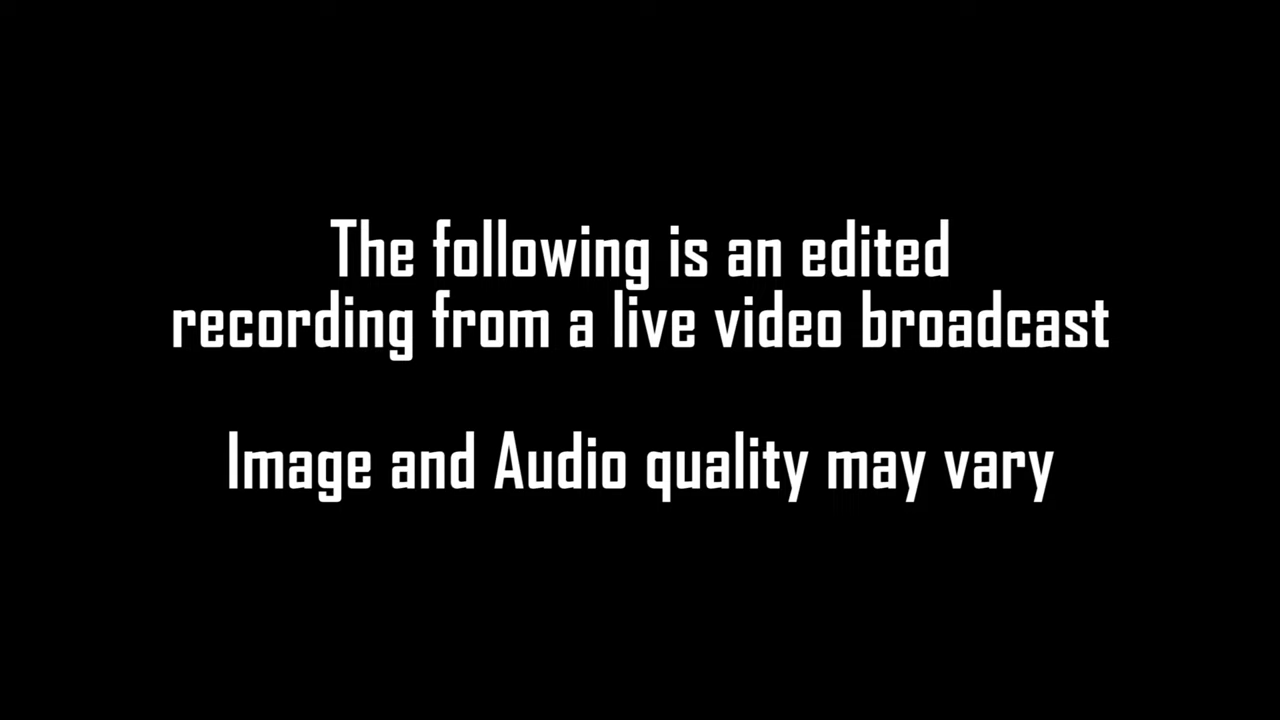 The following is an edited
recording from a live video broadcast
Image and Audio quality may vary